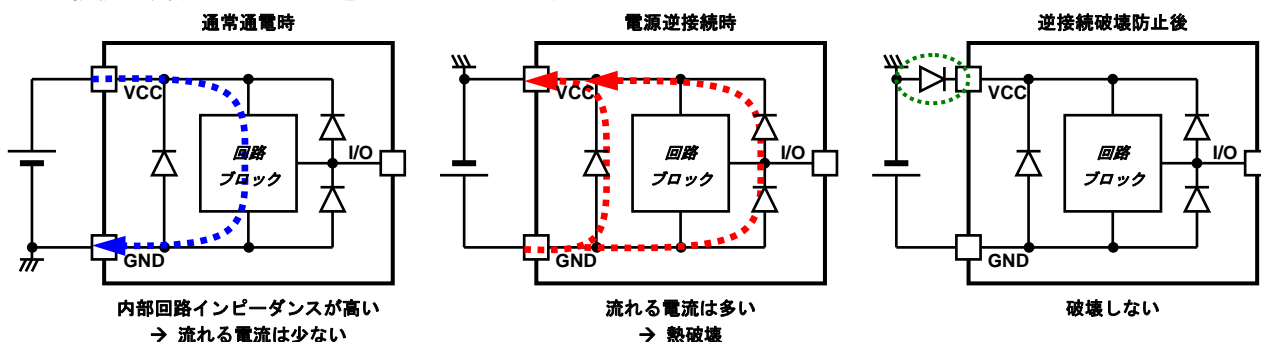 通常通電時
VCC
回路
ブロック
I/O
GND
内部回路インピーダンスが高い
→ 流れる電流は少ない
電源逆接続時
VCC
回路
ブロック
I/O
GND
流れる電流は多い
→ 熱破壊
逆接続破壊防止後
VCC
回路
ブロック
I/O
GND
破壊しない